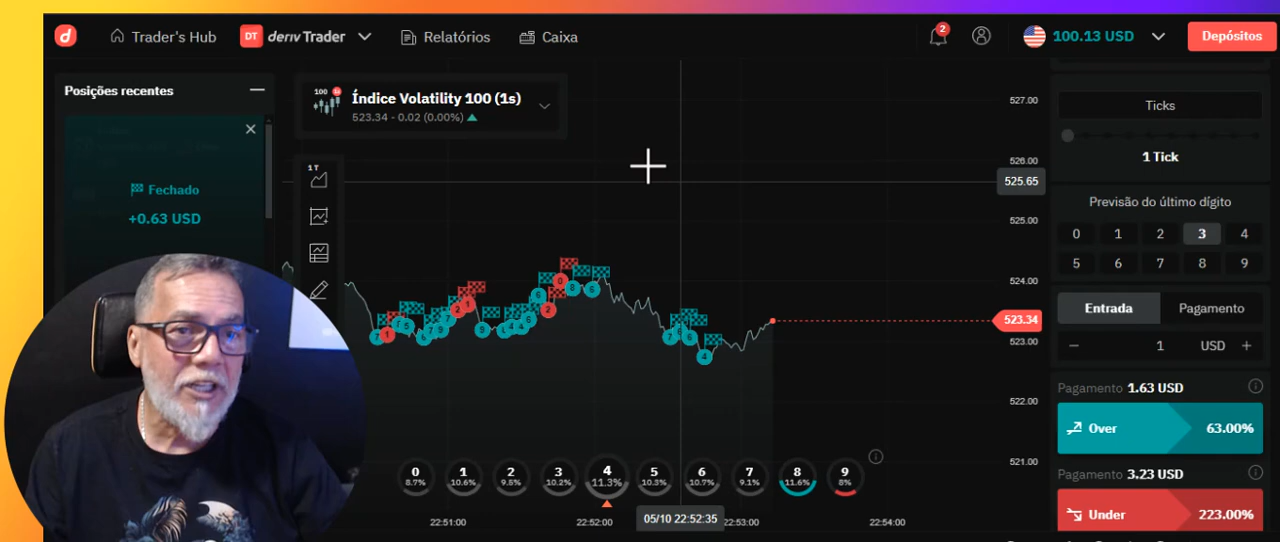 d Trader's Hub DT deriv Trader Relatórios Caixa 2 100.13 USD Depósitos
Posições recentes
Fechado
+0.63 USD
100 1s Índice Volatility 100 (1s)
523.34 - 0.02 (0.00%)
1 T
527.00
526.00
525.65
525.00
524.00
523.34
523.00
522.00
521.00
0 1 2 3 4 5 6 7 8 9
8.7% 10.6% 9.5% 10.2% 11.3% 10.3% 10.7% 9.1% 11.6% 8%
22:51:00 22:52:00 05/10 22:52:35 22:53:00 22:54:00
Ticks
1 Tick
Previsão do último dígito
0 1 2 3 4
5 6 7 8 9
Entrada Pagamento
− 1 USD +
Pagamento 1.63 USD
Over 63.00%
Pagamento 3.23 USD
Under 223.00%